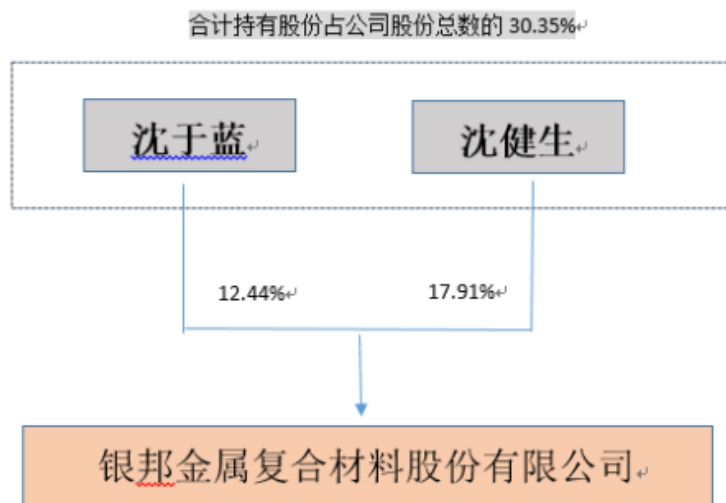 合计持有股份占公司股份总数的 30.35%
沈于蓝
沈健生
12.44%
17.91%
银邦金属复合材料股份有限公司